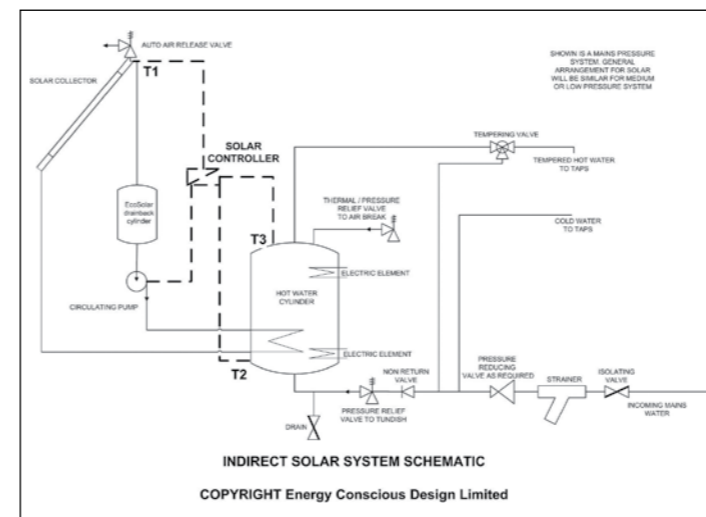 AUTO AIR RELEASE VALVE
T1
SOLAR COLLECTOR
SHOWN IS A MAINS PRESSURE
SYSTEM. GENERAL
ARRANGEMENT FOR SOLAR
WILL BE SIMILAR FOR MEDIUM
OR LOW PRESSURE SYSTEM
SOLAR
CONTROLLER
TEMPERING VALVE
TEMPERED HOT WATER
TO TAPS
EcoSolar
drainback
cylinder
THERMAL / PRESSURE
RELIEF VALVE
TO AIR BREAK
COLD WATER
TO TAPS
T3
ELECTRIC ELEMENT
HOT WATER
CYLINDER
CIRCULATING PUMP
ELECTRIC ELEMENT
T2
NON RETURN
VALVE
PRESSURE
REDUCING
VALVE AS REQUIRED
STRAINER
ISOLATING
VALVE
INCOMING MAINS
WATER
PRESSURE RELIEF
VALVE TO TUNDISH
DRAIN
INDIRECT SOLAR SYSTEM SCHEMATIC
COPYRIGHT Energy Conscious Design Limited